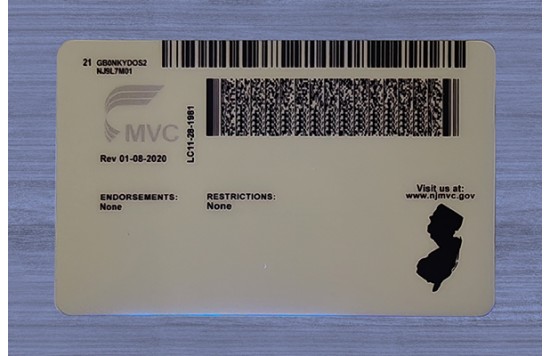 21 GB0NKYDOS2
NJ9L7M01
MVC
LC11-28-1981
Rev 01-08-2020
ENDORSEMENTS:
None
RESTRICTIONS:
None
Visit us at:
www.njmvc.gov